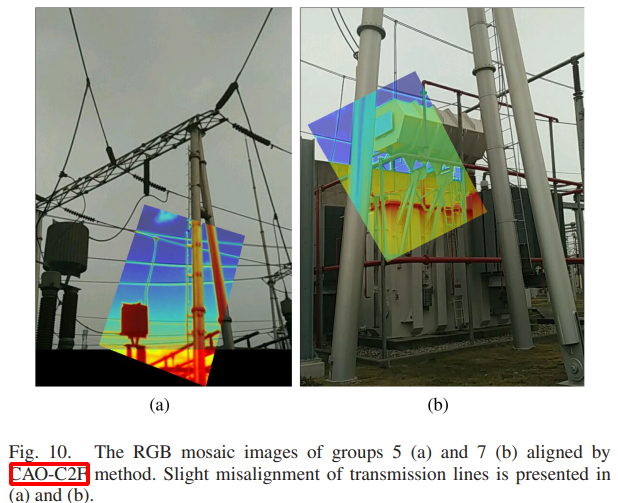 (a)
(b)
Fig. 10. The RGB mosaic images of groups 5 (a) and 7 (b) aligned by
CAO-C2F method. Slight misalignment of transmission lines is presented in
(a) and (b).